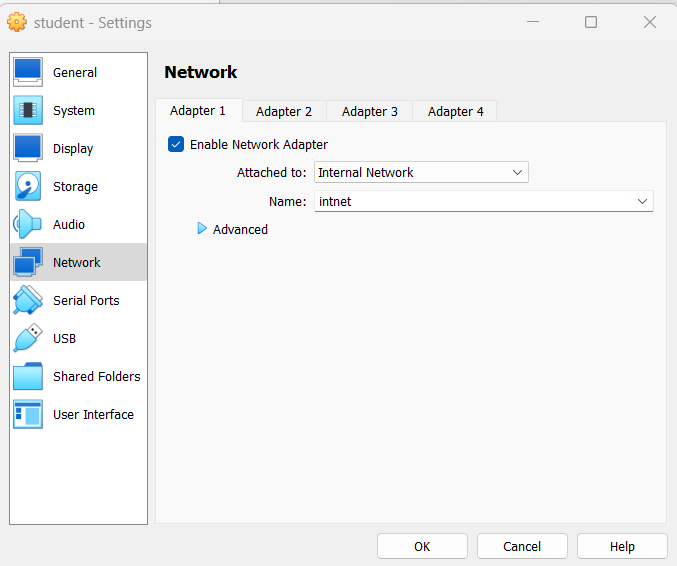 student - Settings
General
System
Display
Storage
Audio
Network
Serial Ports
USB
Shared Folders
User Interface
Network
Adapter 1 Adapter 2 Adapter 3 Adapter 4
Enable Network Adapter
Attached to: Internal Network
Name: intnet
Advanced
OK Cancel Help